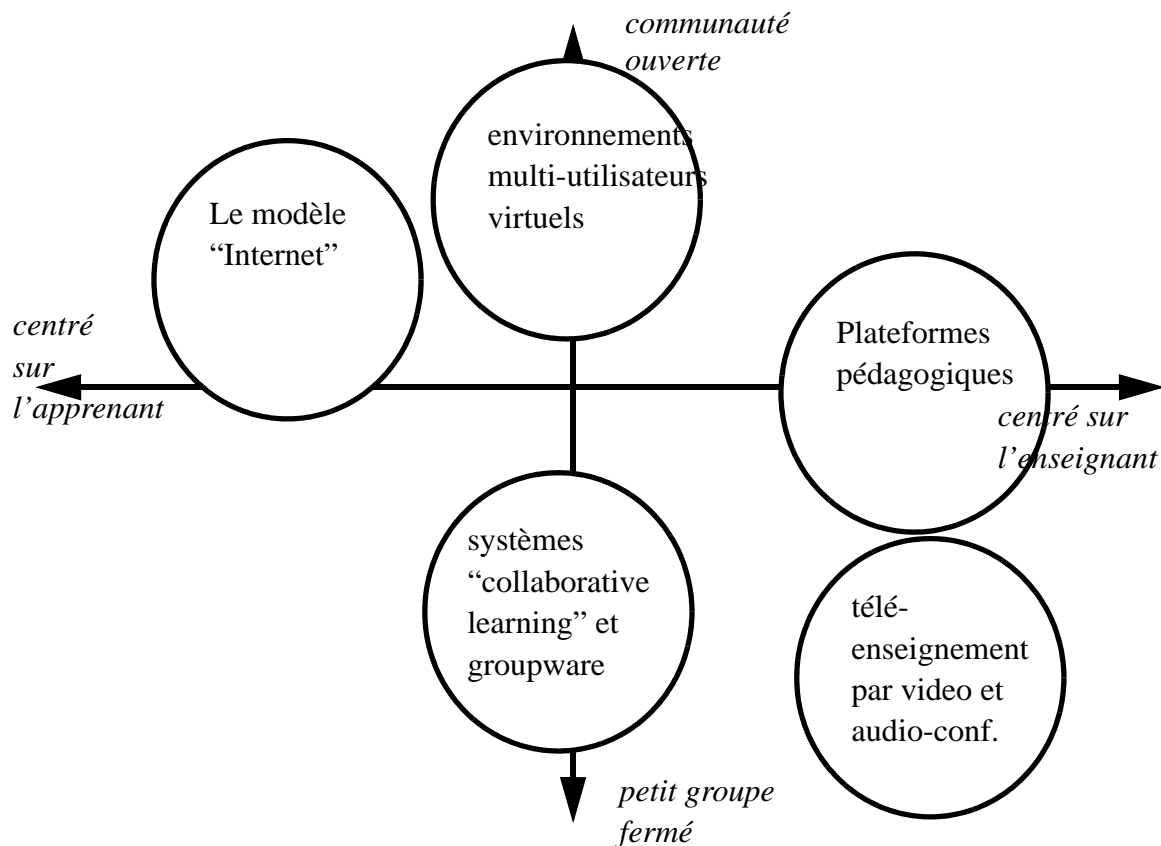 communauté
ouverte
environnements
multi-utilisateurs
virtuels
Le modèle
“Internet”
centré
sur
l’apprenant
Plateformes
pédagogiques
centré sur
l’enseignant
systèmes
“collaborative
learning” et
groupware
télé-
enseignement
par video et
audio-conf.
petit groupe
fermé